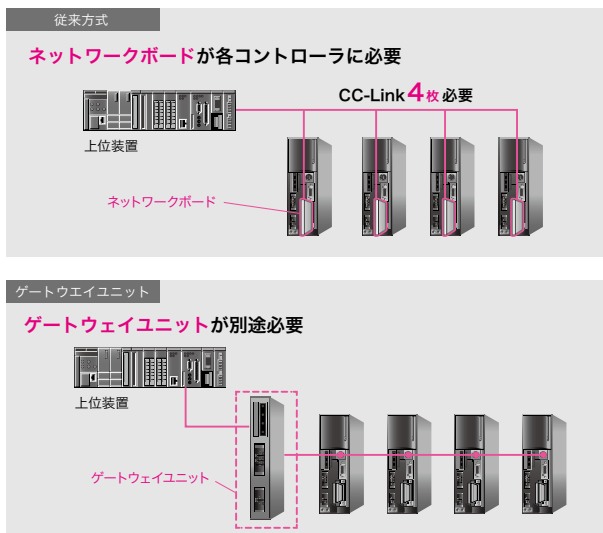 従来方式
ネットワークボードが各コントローラに必要
CC-Link4枚必要
上位装置
ネットワークボード
ゲートウエイユニット
ゲートウェイユニットが別途必要
上位装置
ゲートウェイユニット